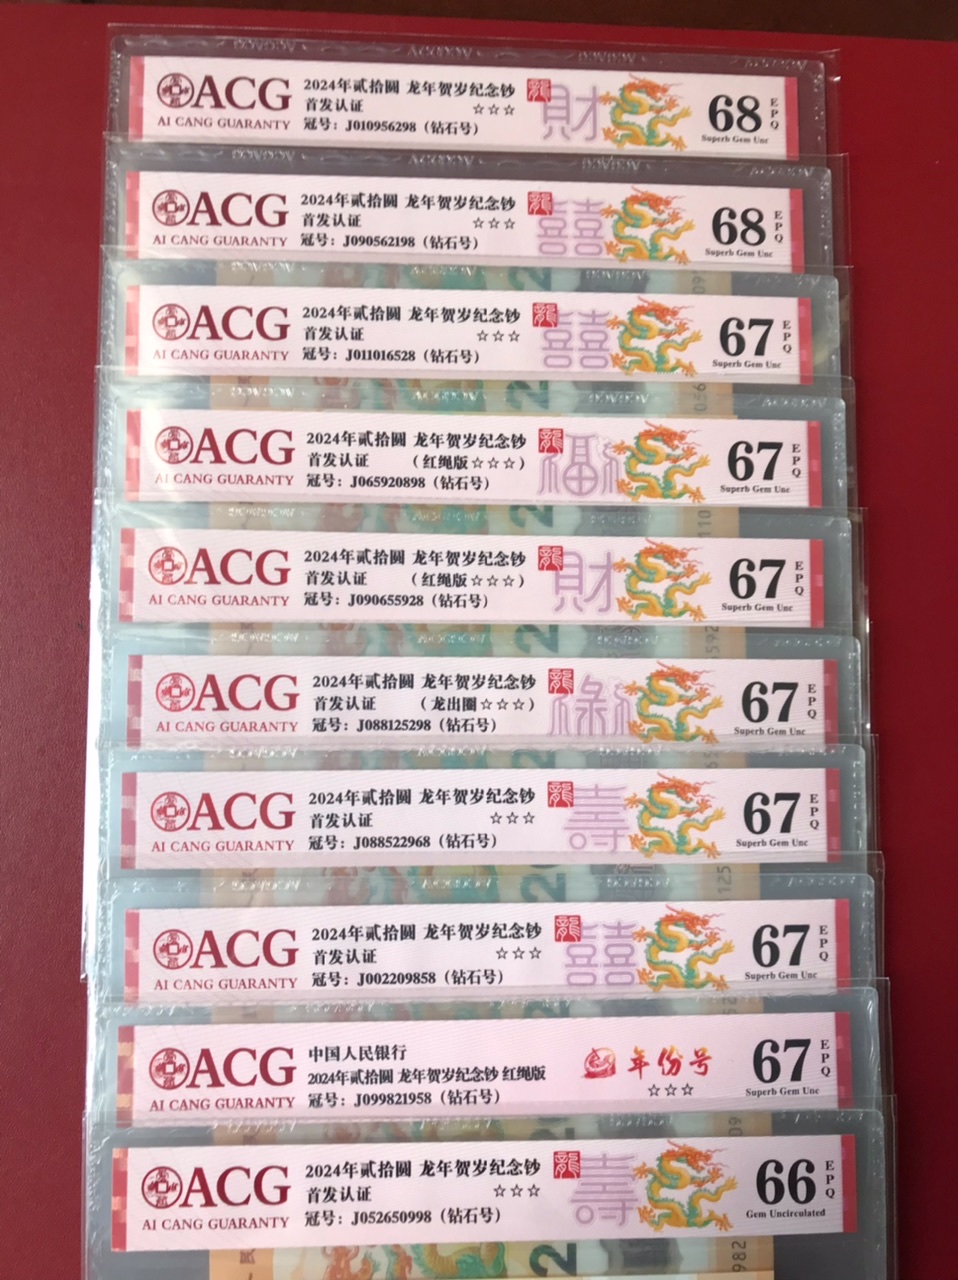 ACG
AI CANG GUARANTY
2024年贰拾圆 龙年贺岁纪念钞
首发认证 ☆☆☆
冠号：J010956298（钻石号）
龍
財
68 EPQ
Superb Gem Unc
ACG
AI CANG GUARANTY
2024年贰拾圆 龙年贺岁纪念钞
首发认证 ☆☆☆
冠号：J090562198（钻石号）
龍
囍
68 EPQ
Superb Gem Unc
ACG
AI CANG GUARANTY
2024年贰拾圆 龙年贺岁纪念钞
首发认证 ☆☆☆
冠号：J011016528（钻石号）
龍
囍
67 EPQ
Superb Gem Unc
ACG
AI CANG GUARANTY
2024年贰拾圆 龙年贺岁纪念钞
首发认证 （红绳版☆☆☆）
冠号：J065920898（钻石号）
龍
福
67 EPQ
Superb Gem Unc
ACG
AI CANG GUARANTY
2024年贰拾圆 龙年贺岁纪念钞
首发认证 （红绳版☆☆☆）
冠号：J090655928（钻石号）
龍
財
67 EPQ
Superb Gem Unc
ACG
AI CANG GUARANTY
2024年贰拾圆 龙年贺岁纪念钞
首发认证 （龙出圈☆☆☆）
冠号：J088125298（钻石号）
龍
祿
67 EPQ
Superb Gem Unc
ACG
AI CANG GUARANTY
2024年贰拾圆 龙年贺岁纪念钞
首发认证 ☆☆☆
冠号：J088522968（钻石号）
龍
壽
67 EPQ
Superb Gem Unc
ACG
AI CANG GUARANTY
2024年贰拾圆 龙年贺岁纪念钞
首发认证 ☆☆☆
冠号：J002209858（钻石号）
龍
囍
67 EPQ
Superb Gem Unc
ACG
AI CANG GUARANTY
中国人民银行
2024年贰拾圆 龙年贺岁纪念钞 红绳版
冠号：J099821958（钻石号）
年份号
☆☆☆
67 EPQ
Superb Gem Unc
ACG
AI CANG GUARANTY
2024年贰拾圆 龙年贺岁纪念钞
首发认证 ☆☆☆
冠号：J052650998（钻石号）
龍
壽
66 EPQ
Gem Uncirculated